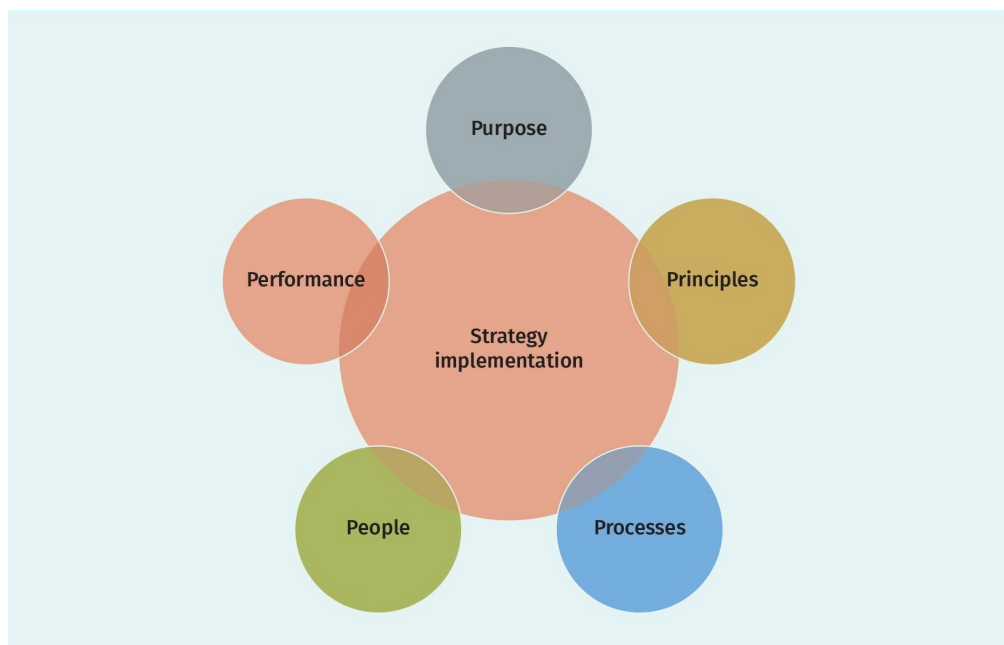 Purpose
Performance
Principles
Strategy
implementation
People
Processes